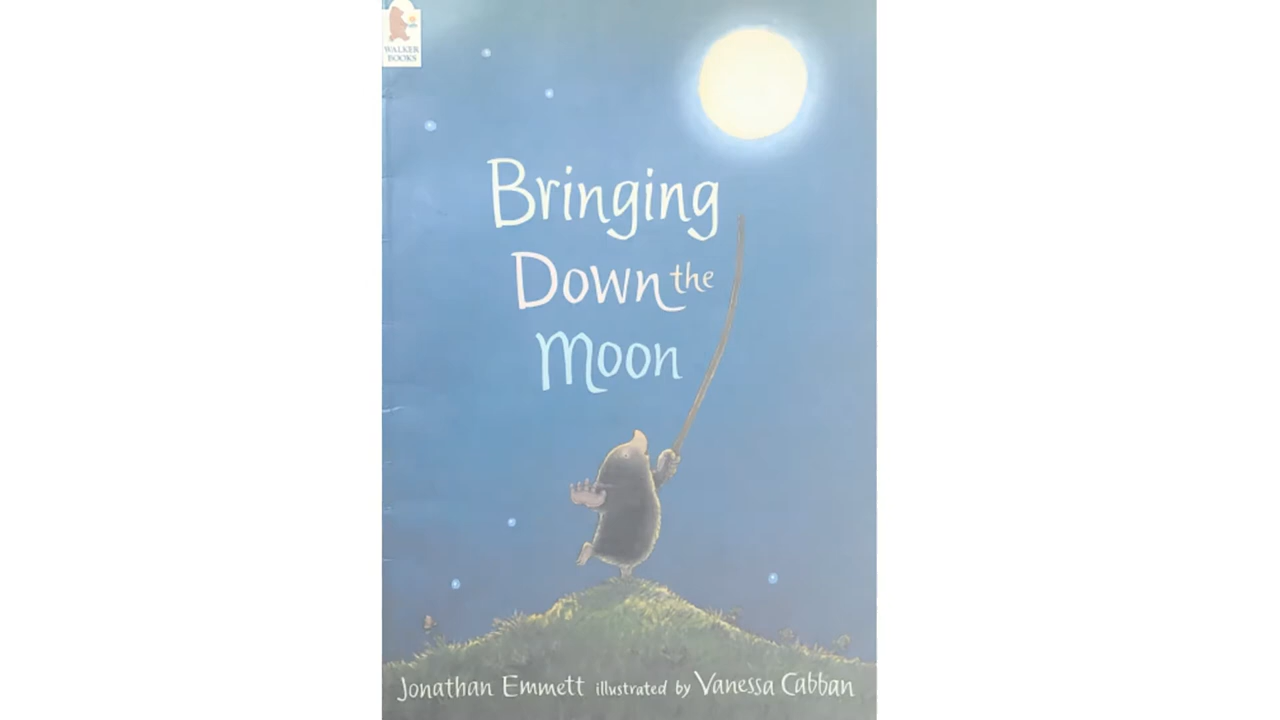 WALKER
BOOKS
Bringing
Down the
Moon
Jonathan Emmett illustrated by Vanessa Cabban